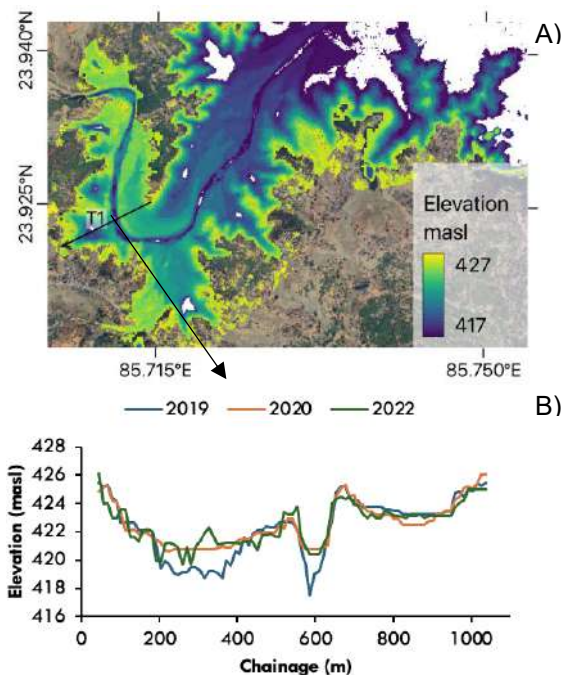 A)
23.940°N
23.925°N
T1
Elevation
masl
427
417
85.715°E
85.750°E
B)
2019 2020 2022
Elevation (masl)
428
426
424
422
420
418
416
0 200 400 600 800 1000
Chainage (m)